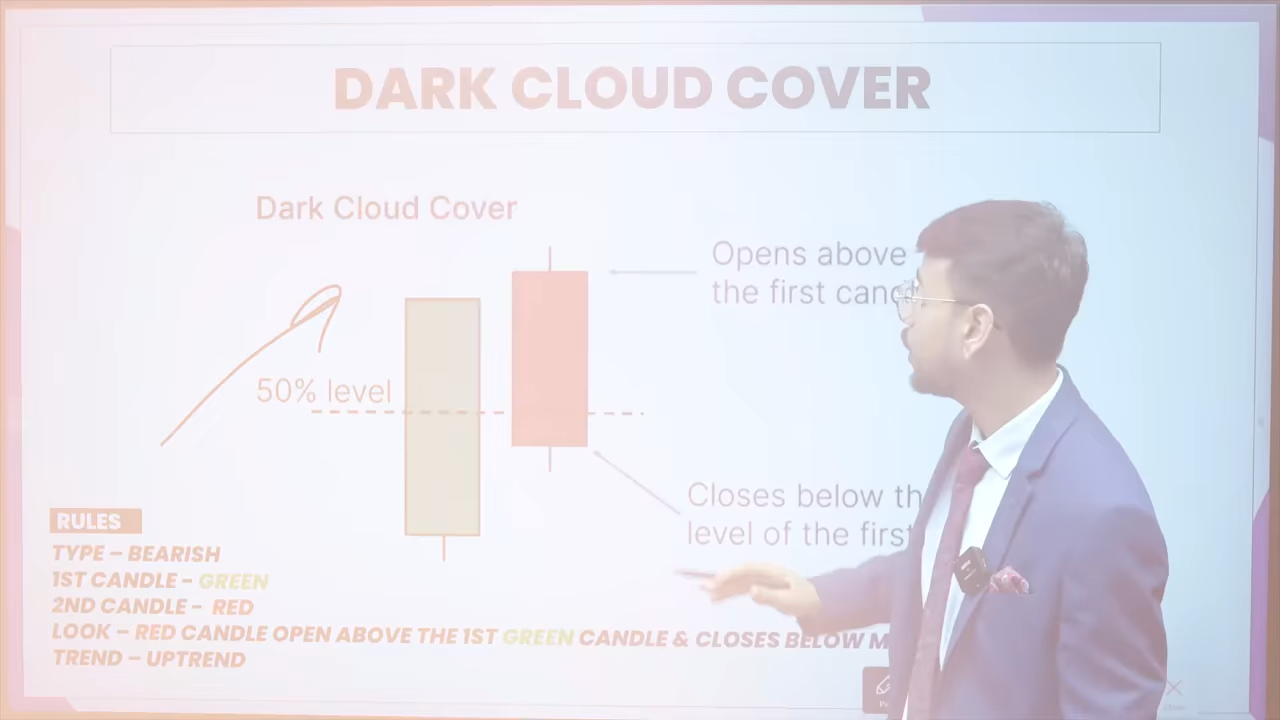 DARK CLOUD COVER
Dark Cloud Cover
Opens above
the first
50% level
Closes below
level of the first
RULES
TYPE – BEARISH
1ST CANDLE – GREEN
2ND CANDLE – RED
LOOK – RED CANDLE OPEN ABOVE THE 1ST GREEN CANDLE & CLOSES BELOW
TREND – UPTREND